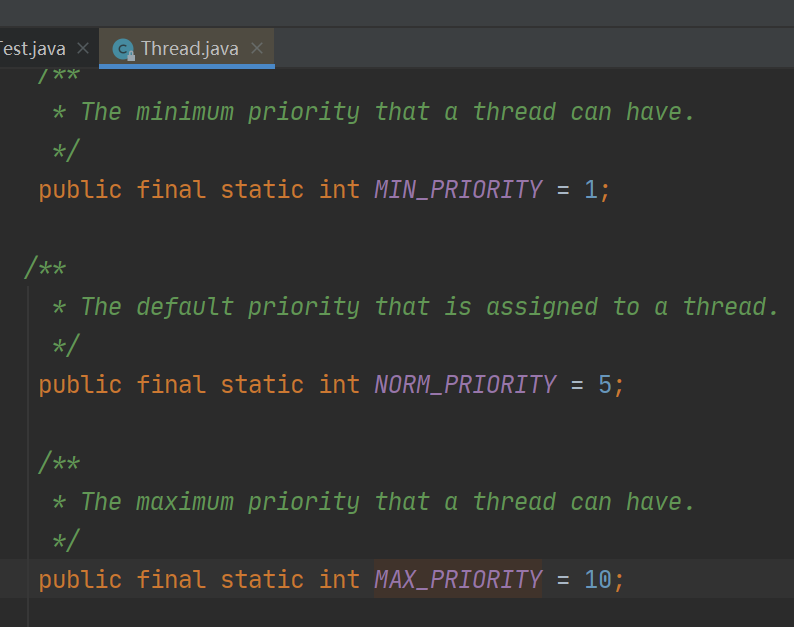 Test.java
Thread.java
/**
* The minimum priority that a thread can have.
*/
public final static int MIN_PRIORITY = 1;
/**
* The default priority that is assigned to a thread.
*/
public final static int NORM_PRIORITY = 5;
/**
* The maximum priority that a thread can have.
*/
public final static int MAX_PRIORITY = 10;